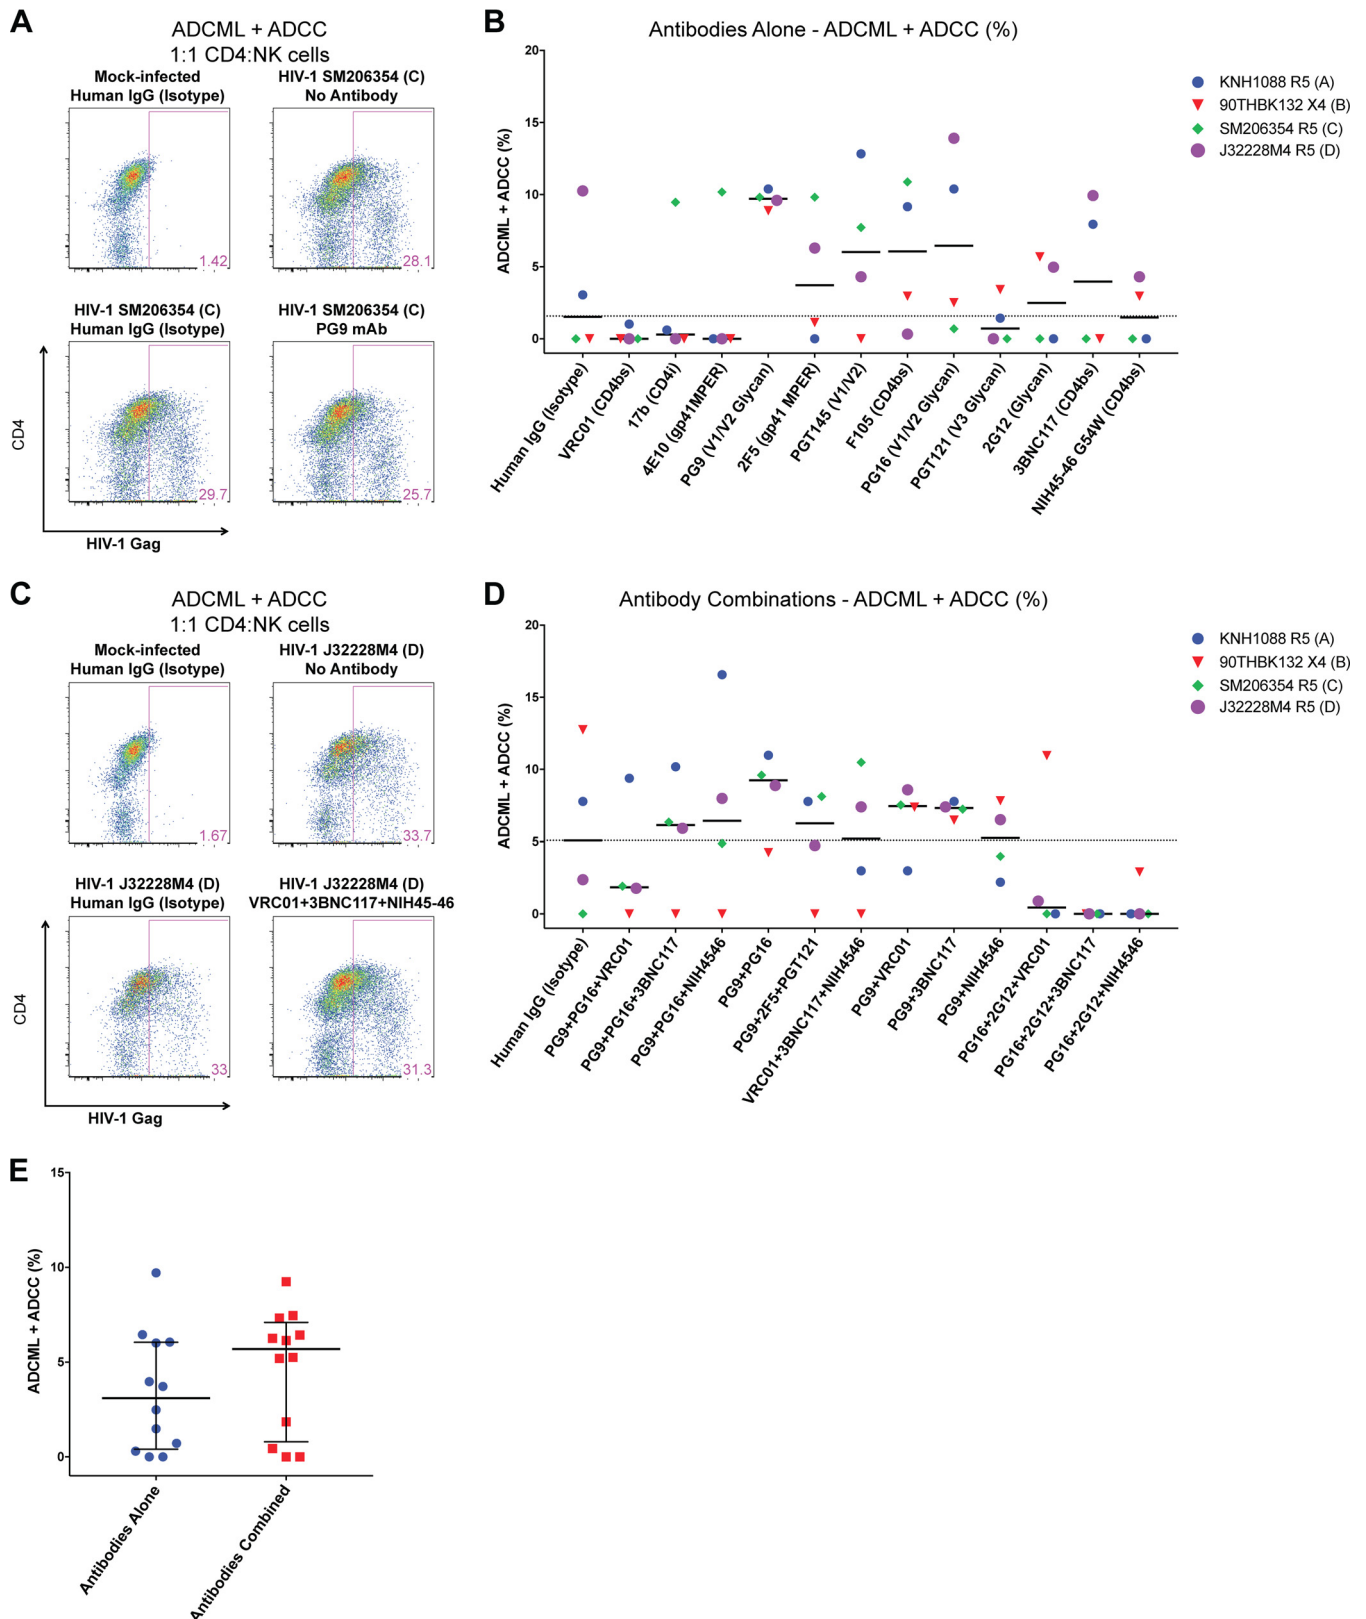 A
ADCML + ADCC
1:1 CD4:NK cells
Mock-infected
Human IgG (Isotype)
1.42
HIV-1 SM206354 (C)
No Antibody
28.1
HIV-1 SM206354 (C)
Human IgG (Isotype)
29.7
HIV-1 SM206354 (C)
PG9 mAb
25.7
CD4
HIV-1 Gag
B
Antibodies Alone - ADCML + ADCC (%)
ADCML + ADCC (%)
20
15
10
5
0
Human IgG (Isotype)
VRC01 (CD4bs)
17b (CD4i)
4E10 (gp41MPER)
PG9 (V1/V2 Glycan)
2F5 (gp41 MPER)
PGT145 (V1/V2)
F105 (CD4bs)
PG16 (V1/V2 Glycan)
PGT121 (V3 Glycan)
2G12 (Glycan)
3BNC117 (CD4bs)
NIH45-46 G54W (CD4bs)
KNH1088 R5 (A)
90THBK132 X4 (B)
SM206354 R5 (C)
J32228M4 R5 (D)
C
ADCML + ADCC
1:1 CD4:NK cells
Mock-infected
Human IgG (Isotype)
1.67
HIV-1 J32228M4 (D)
No Antibody
33.7
HIV-1 J32228M4 (D)
Human IgG (Isotype)
33
HIV-1 J32228M4 (D)
VRC01+3BNC117+NIH45-46
31.3
CD4
HIV-1 Gag
D
Antibody Combinations - ADCML + ADCC (%)
ADCML + ADCC (%)
20
15
10
5
0
Human IgG (Isotype)
PG9+PG16+VRC01
PG9+PG16+3BNC117
PG9+PG16+NIH4546
PG9+PG16
PG9+2F5+PGT121
VRC01+3BNC117+NIH4546
PG9+VRC01
PG9+3BNC117
PG9+NIH4546
PG16+2G12+VRC01
PG16+2G12+3BNC117
PG16+2G12+NIH4546
KNH1088 R5 (A)
90THBK132 X4 (B)
SM206354 R5 (C)
J32228M4 R5 (D)
E
ADCML + ADCC (%)
15
10
5
0
Antibodies Alone
Antibodies Combined